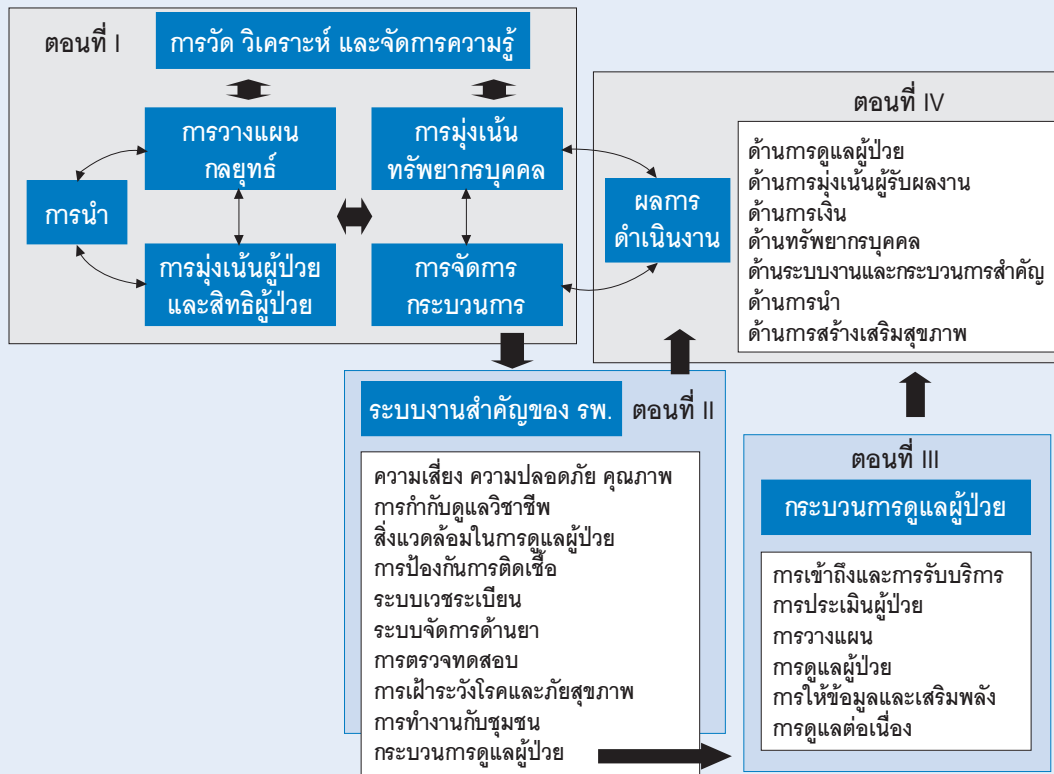 ตอนที่ I
การวัด วิเคราะห์ และจัดการความรู้
การวางแผน
กลยุทธ์
การมุ่งเน้น
ทรัพยากรบุคคล
การนำ
การมุ่งเน้นผู้ป่วย
และสิทธิผู้ป่วย
การจัดการ
กระบวนการ
ผลการ
ดำเนินงาน
ตอนที่ IV
ด้านการดูแลผู้ป่วย
ด้านการมุ่งเน้นผู้รับผลงาน
ด้านการเงิน
ด้านทรัพยากรบุคคล
ด้านระบบงานและกระบวนการสำคัญ
ด้านการนำ
ด้านการสร้างเสริมสุขภาพ
ระบบงานสำคัญของ รพ.
ตอนที่ II
ความเสี่ยง ความปลอดภัย คุณภาพ
การกำกับดูแลวิชาชีพ
สิ่งแวดล้อมในการดูแลผู้ป่วย
การป้องกันการติดเชื้อ
ระบบเวชระเบียน
ระบบจัดการด้านยา
การตรวจทดสอบ
การเฝ้าระวังโรคและภัยสุขภาพ
การทำงานกับชุมชน
กระบวนการดูแลผู้ป่วย
ตอนที่ III
กระบวนการดูแลผู้ป่วย
การเข้าถึงและการรับบริการ
การประเมินผู้ป่วย
การวางแผน
การดูแลผู้ป่วย
การให้ข้อมูลและเสริมพลัง
การดูแลต่อเนื่อง